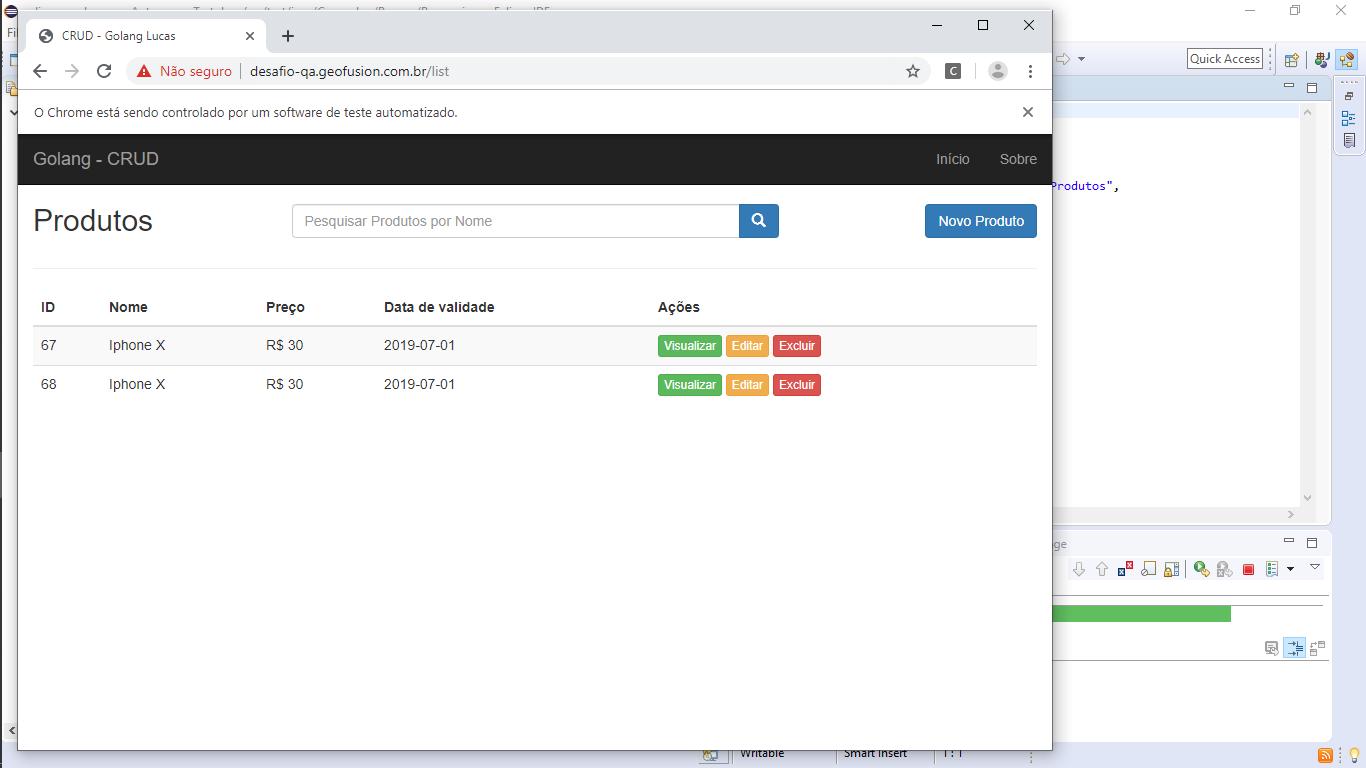 CRUD - Golang Lucas
Não seguro
desafio-qa.geofusion.com.br/list
C
Quick Access
O Chrome está sendo controlado por um software de teste automatizado.
Golang - CRUD
Início
Sobre
Produtos",
Produtos
Pesquisar Produtos por Nome
Novo Produto
ID Nome Preço Data de validade Ações
67 Iphone X R$ 30 2019-07-01 Visualizar Editar Excluir
68 Iphone X R$ 30 2019-07-01 Visualizar Editar Excluir
ge
Writable
Smart Insert
1 : 1